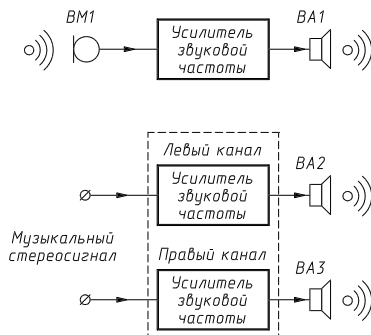 BM1
Усилитель
звуковой
частоты
BA1
Левый канал
Усилитель
звуковой
частоты
BA2
Музыкальный
стереосигнал
Правый канал
Усилитель
звуковой
частоты
BA3